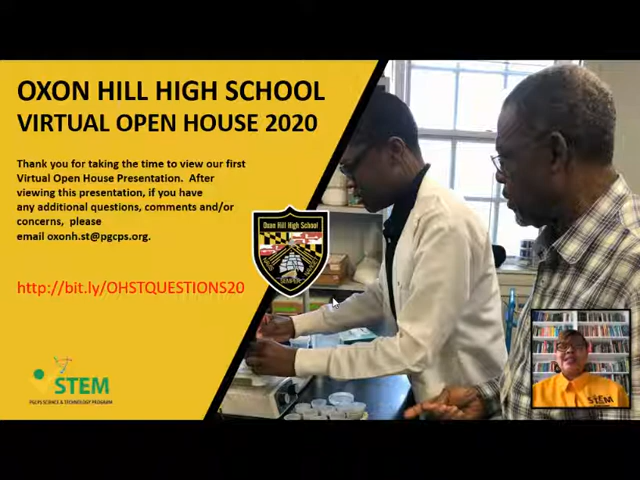 OXON HILL HIGH SCHOOL
VIRTUAL OPEN HOUSE 2020
Thank you for taking the time to view our first
Virtual Open House Presentation. After
viewing this presentation, if you have
any additional questions, comments and/or
concerns, please
email oxonh.st@pgcps.org.
http://bit.ly/OHSTQUESTIONS20
Oxon Hill High School
SEMPER
STEM
PGCPS SCIENCE & TECHNOLOGY PROGRAM
STEM